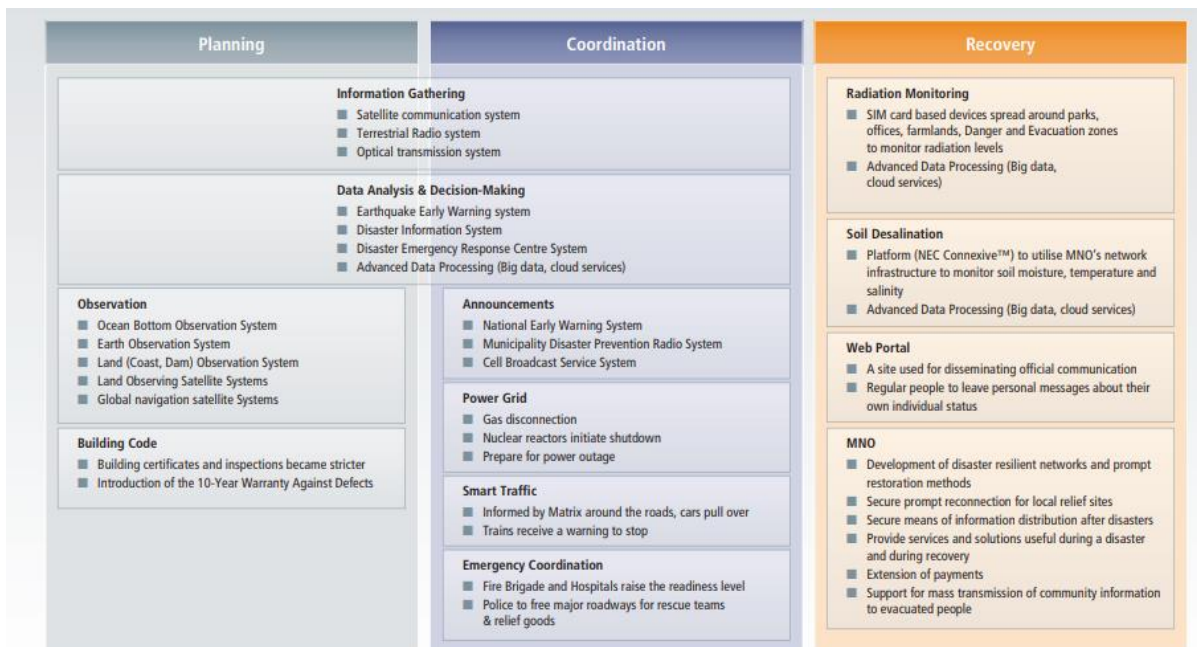 Planning
Coordination
Recovery
Information Gathering
Satellite communication system
Terrestrial Radio system
Optical transmission system
Data Analysis & Decision-Making
Earthquake Early Warning system
Disaster Information System
Disaster Emergency Response Centre System
Advanced Data Processing (Big data, cloud services)
Observation
Ocean Bottom Observation System
Earth Observation System
Land (Coast, Dam) Observation System
Land Observing Satellite Systems
Global navigation satellite Systems
Building Code
Building certificates and inspections became stricter
Introduction of the 10-Year Warranty Against Defects
Announcements
National Early Warning System
Municipality Disaster Prevention Radio System
Cell Broadcast Service System
Power Grid
Gas disconnection
Nuclear reactors initiate shutdown
Prepare for power outage
Smart Traffic
Informed by Matrix around the roads, cars pull over
Trains receive a warning to stop
Emergency Coordination
Fire Brigade and Hospitals raise the readiness level
Police to free major roadways for rescue teams
& relief goods
Radiation Monitoring
SIM card based devices spread around parks,
offices, farmlands, Danger and Evacuation zones
to monitor radiation levels
Advanced Data Processing (Big data,
cloud services)
Soil Desalination
Platform (NEC Connexive™) to utilise MNO's network
infrastructure to monitor soil moisture, temperature and
salinity
Advanced Data Processing (Big data, cloud services)
Web Portal
A site used for disseminating official communication
Regular people to leave personal messages about their
own individual status
MNO
Development of disaster resilient networks and prompt
restoration methods
Secure prompt reconnection for local relief sites
Secure means of information distribution after disasters
Provide services and solutions useful during a disaster
and during recovery
Extension of payments
Support for mass transmission of community information
to evacuated people